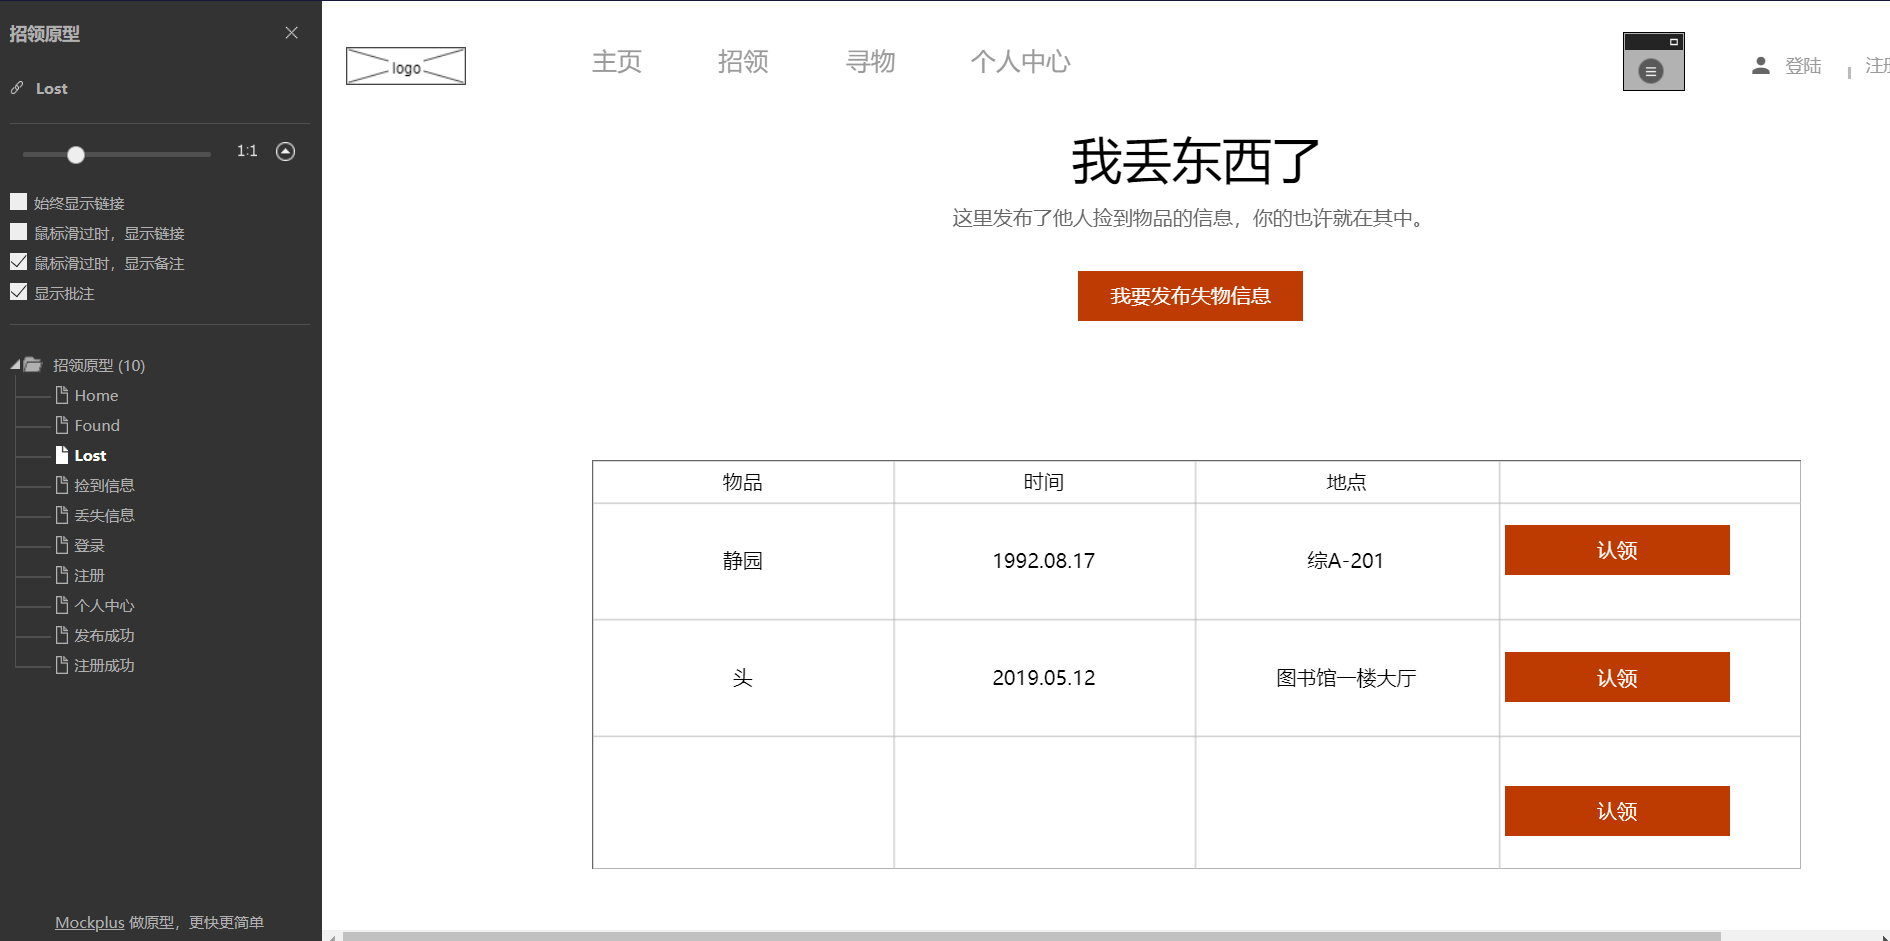 招领原型
Lost
1:1
始终显示链接
鼠标滑过时，显示链接
鼠标滑过时，显示备注
显示批注
招领原型 (10)
Home
Found
Lost
捡到信息
丢失信息
登录
注册
个人中心
发布成功
注册成功
Mockplus 做原型，更快更简单
logo
主页 招领 寻物 个人中心
登陆 | 注册
我丢东西了
这里发布了他人捡到物品的信息，你的也许就在其中。
我要发布失物信息
物品 时间 地点
静园 1992.08.17 综A-201 认领
头 2019.05.12 图书馆一楼大厅 认领
认领